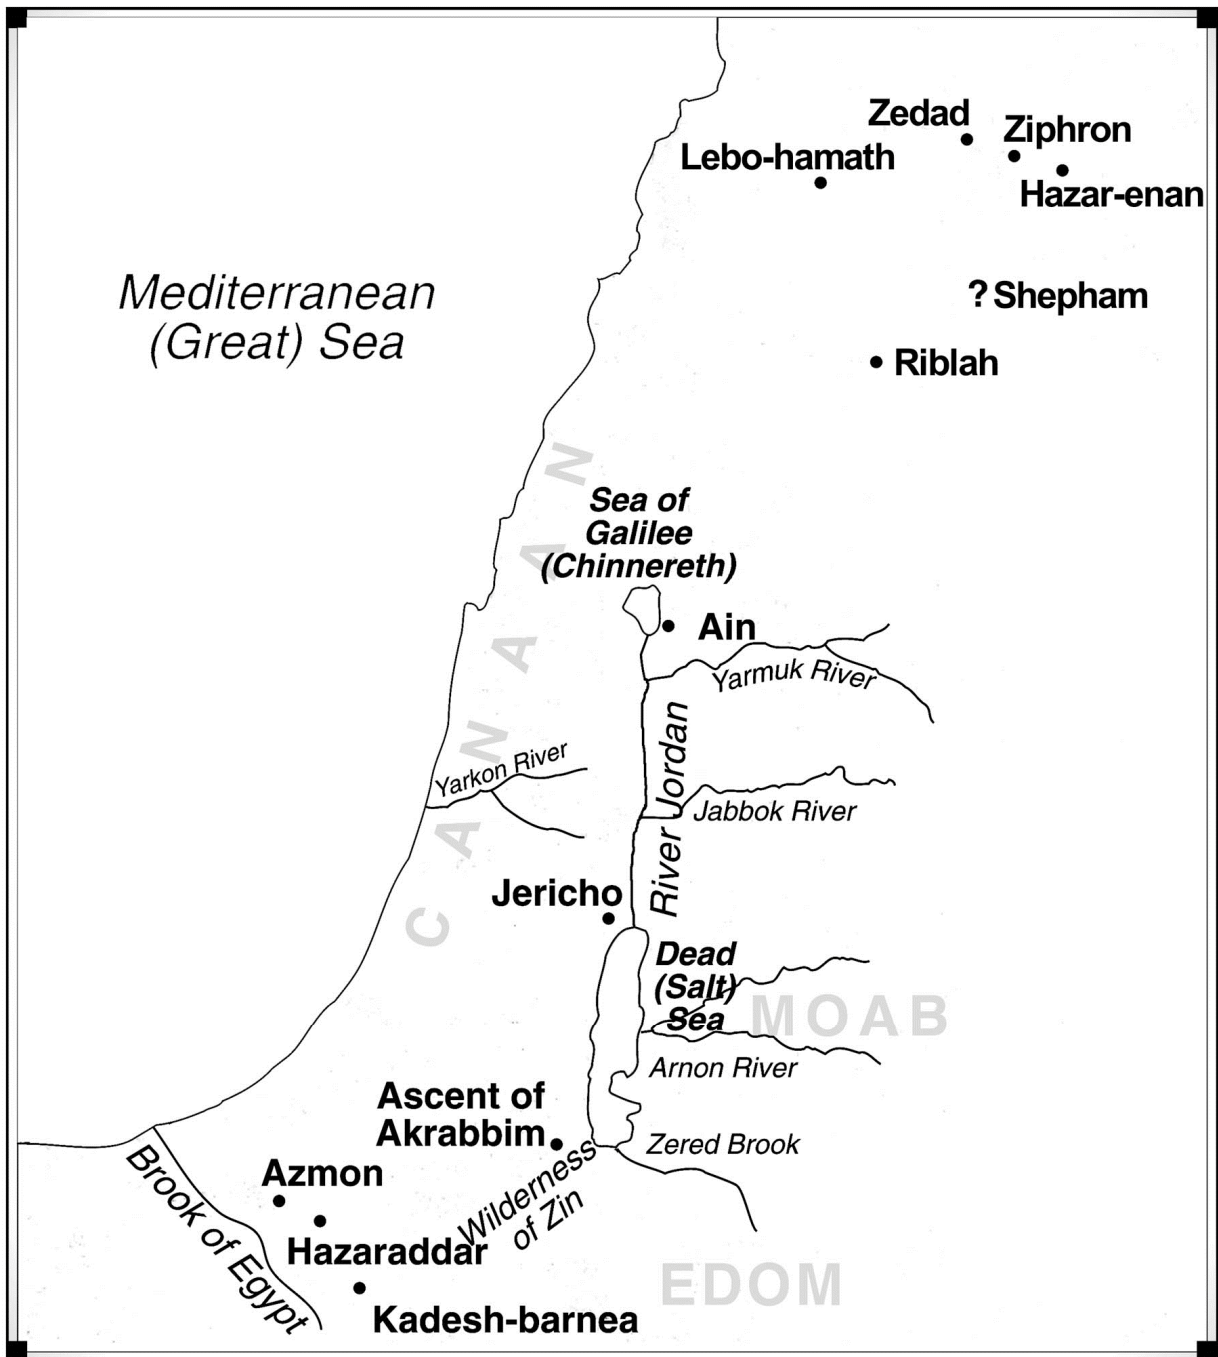 Zedad
Ziphron
Lebo-hamath
Hazar-enan
Mediterranean
(Great) Sea
? Shepham
Riblah
CANAAN
Sea of
Galilee
(Chinnereth)
Ain
Yarmuk River
River Jordan
Yarkon River
Jabbok River
Jericho
Dead
(Salt)
Sea
MOAB
Arnon River
Ascent of
Akrabbim
Zered Brook
Wilderness
of Zin
Azmon
Brook of Egypt
Hazaraddar
EDOM
Kadesh-barnea